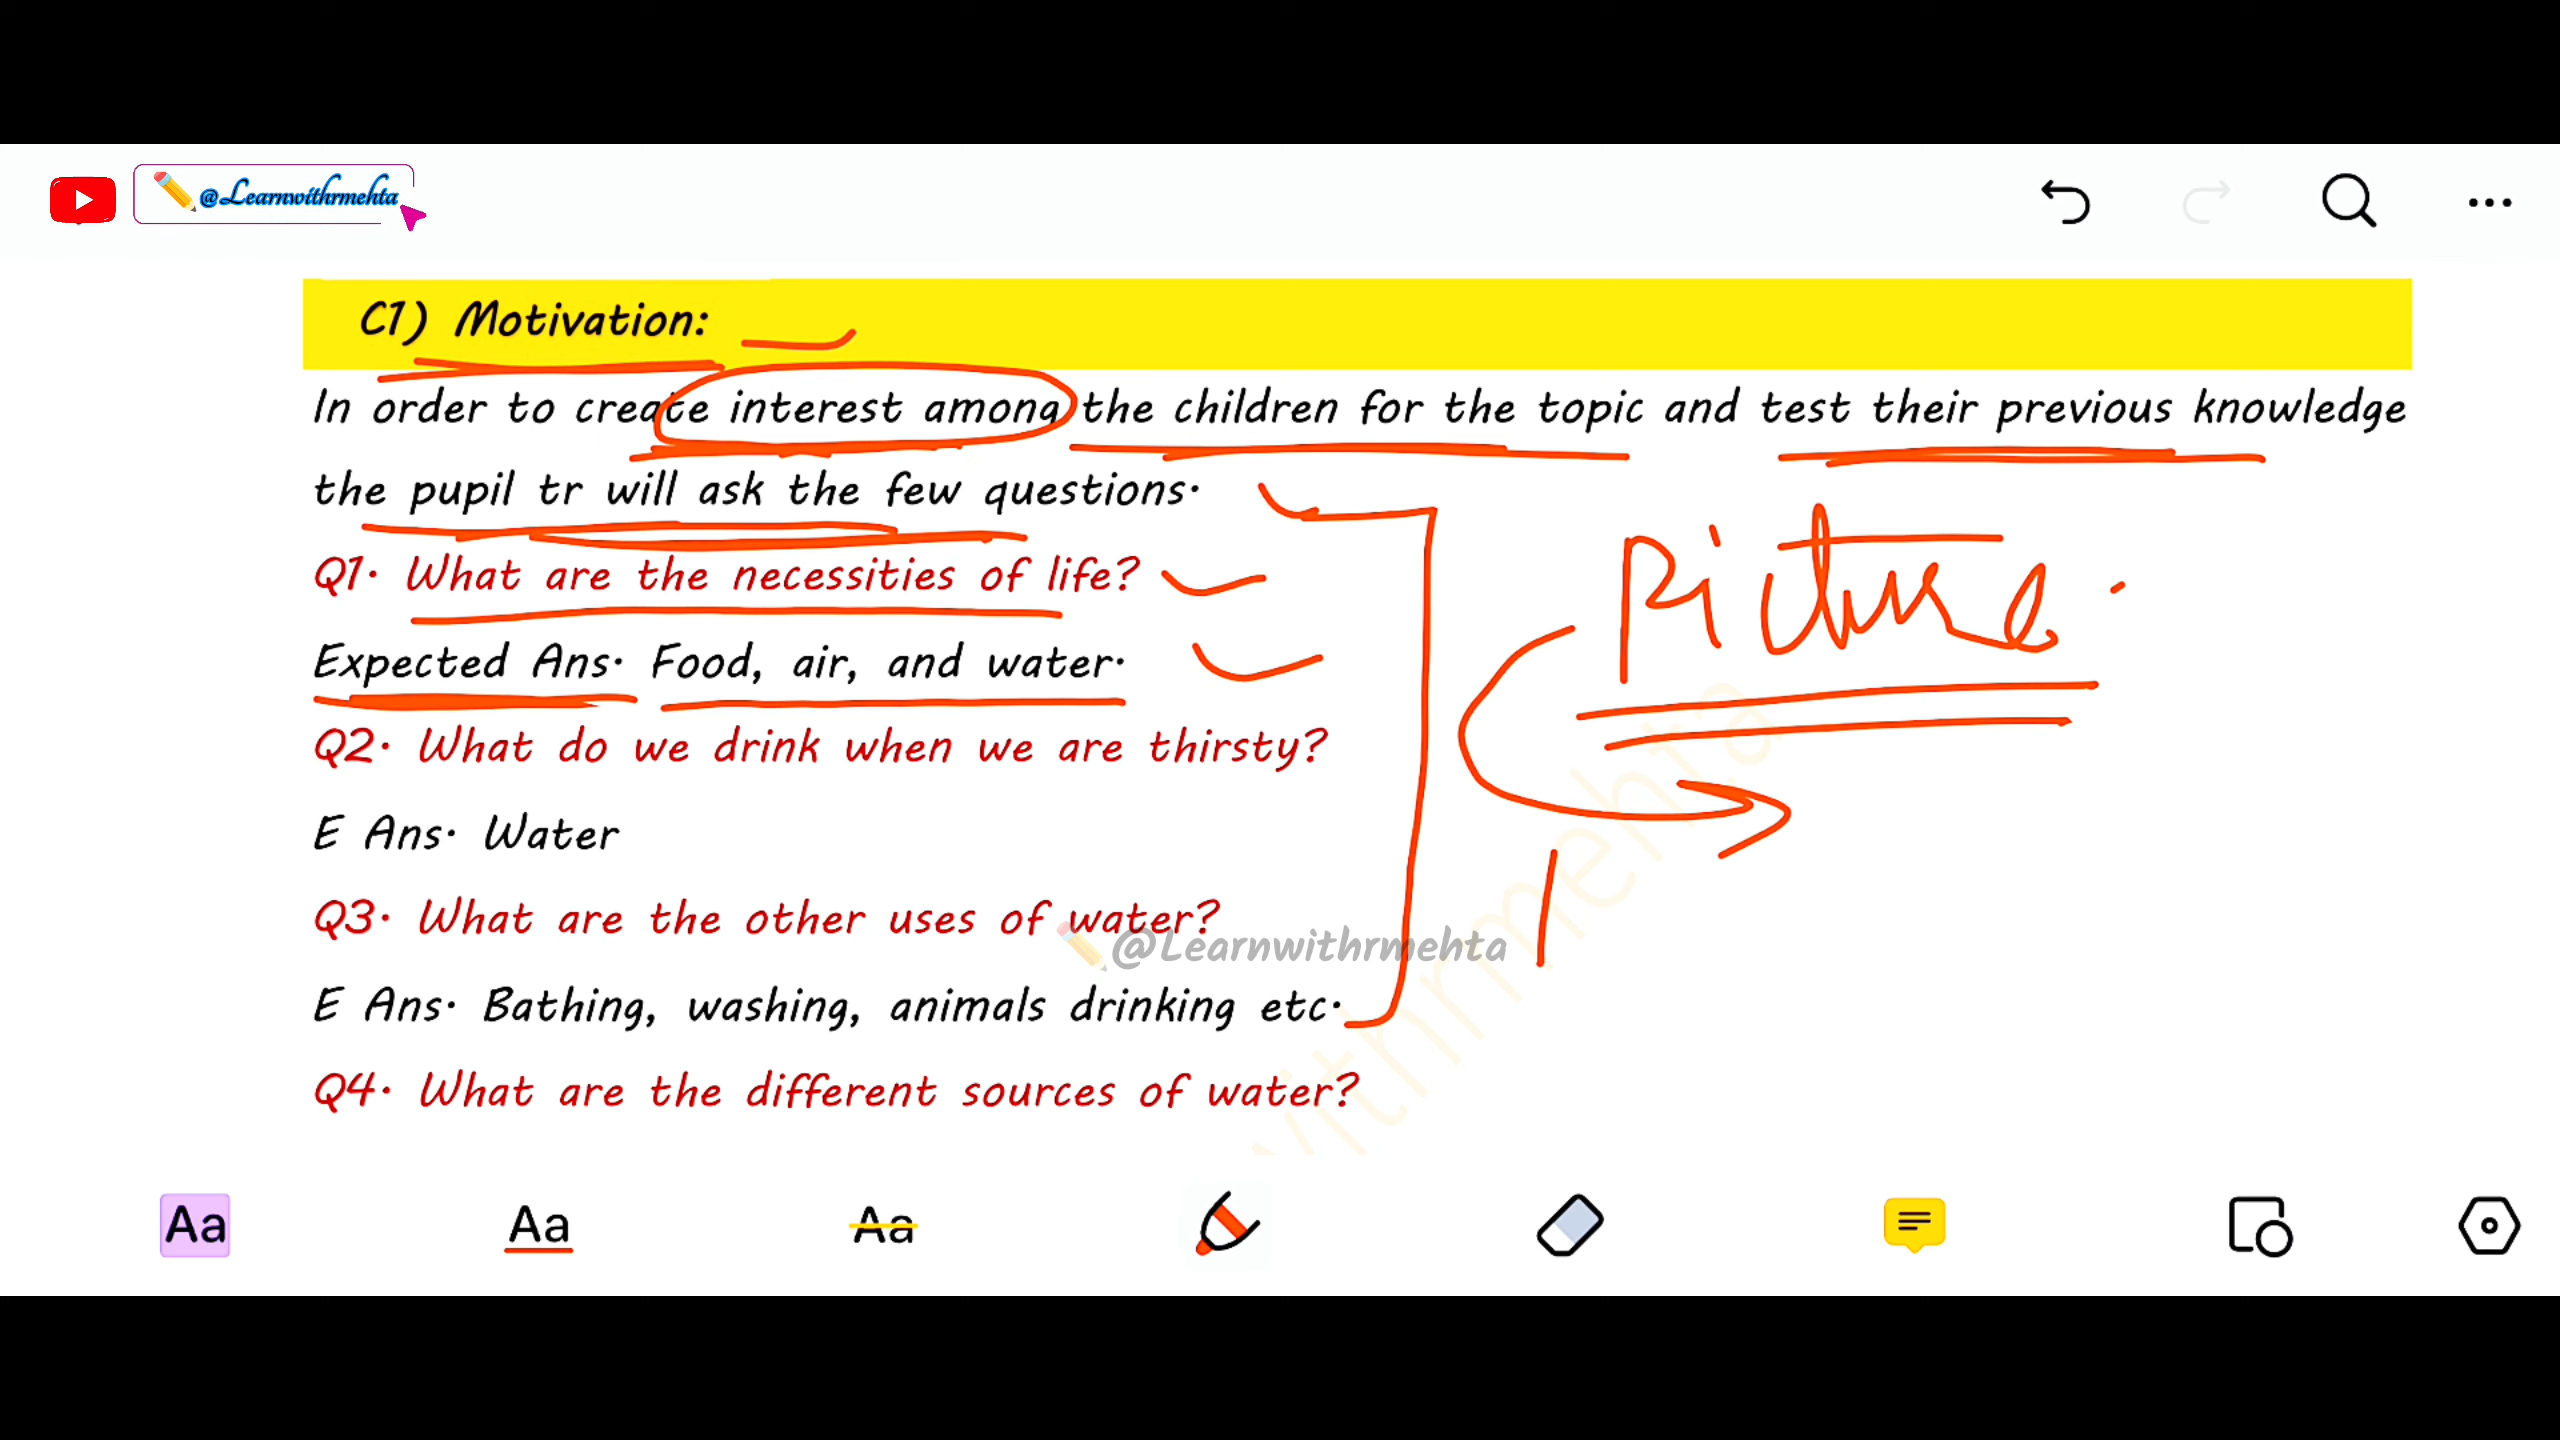 @Learnwithrmehta
C1) Motivation:
In order to create interest among the children for the topic and test their previous knowledge
the pupil tr will ask the few questions.
Q1. What are the necessities of life?
Expected Ans. Food, air, and water.
Picture.
Q2. What do we drink when we are thirsty?
E Ans. Water
Q3. What are the other uses of water?
@Learnwithrmehta
E Ans. Bathing, washing, animals drinking etc.
Q4. What are the different sources of water?
withrmehta
Aa Aa Aa